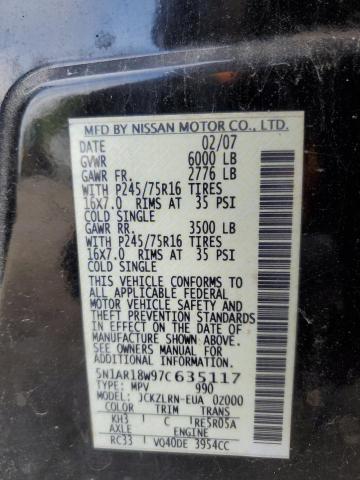 MFD BY NISSAN MOTOR CO., LTD.
DATE 02/07
GVWR 6000 LB
GAWR FR. 2776 LB
WITH P245/75R16 TIRES
16X7.0 RIMS AT 35 PSI
COLD SINGLE
GAWR RR. 3500 LB
WITH P245/75R16 TIRES
16X7.0 RIMS AT 35 PSI
COLD SINGLE
THIS VEHICLE CONFORMS TO
ALL APPLICABLE FEDERAL
MOTOR VEHICLE SAFETY AND
THEFT PREVENTION STANDARDS
IN EFFECT ON THE DATE OF
MANUFACTURE SHOWN ABOVE.
SEE OWNERS MANUAL FOR
ADDITIONAL INFORMATION.
5N1AR18W97C635117
TYPE: MPV 990
MODEL: JCKZLRN-EUA 02000
COLOR TRIM TRANS
KH3 C RE5R05A
AXLE ENGINE
RC33 VQ40DE 3954CC